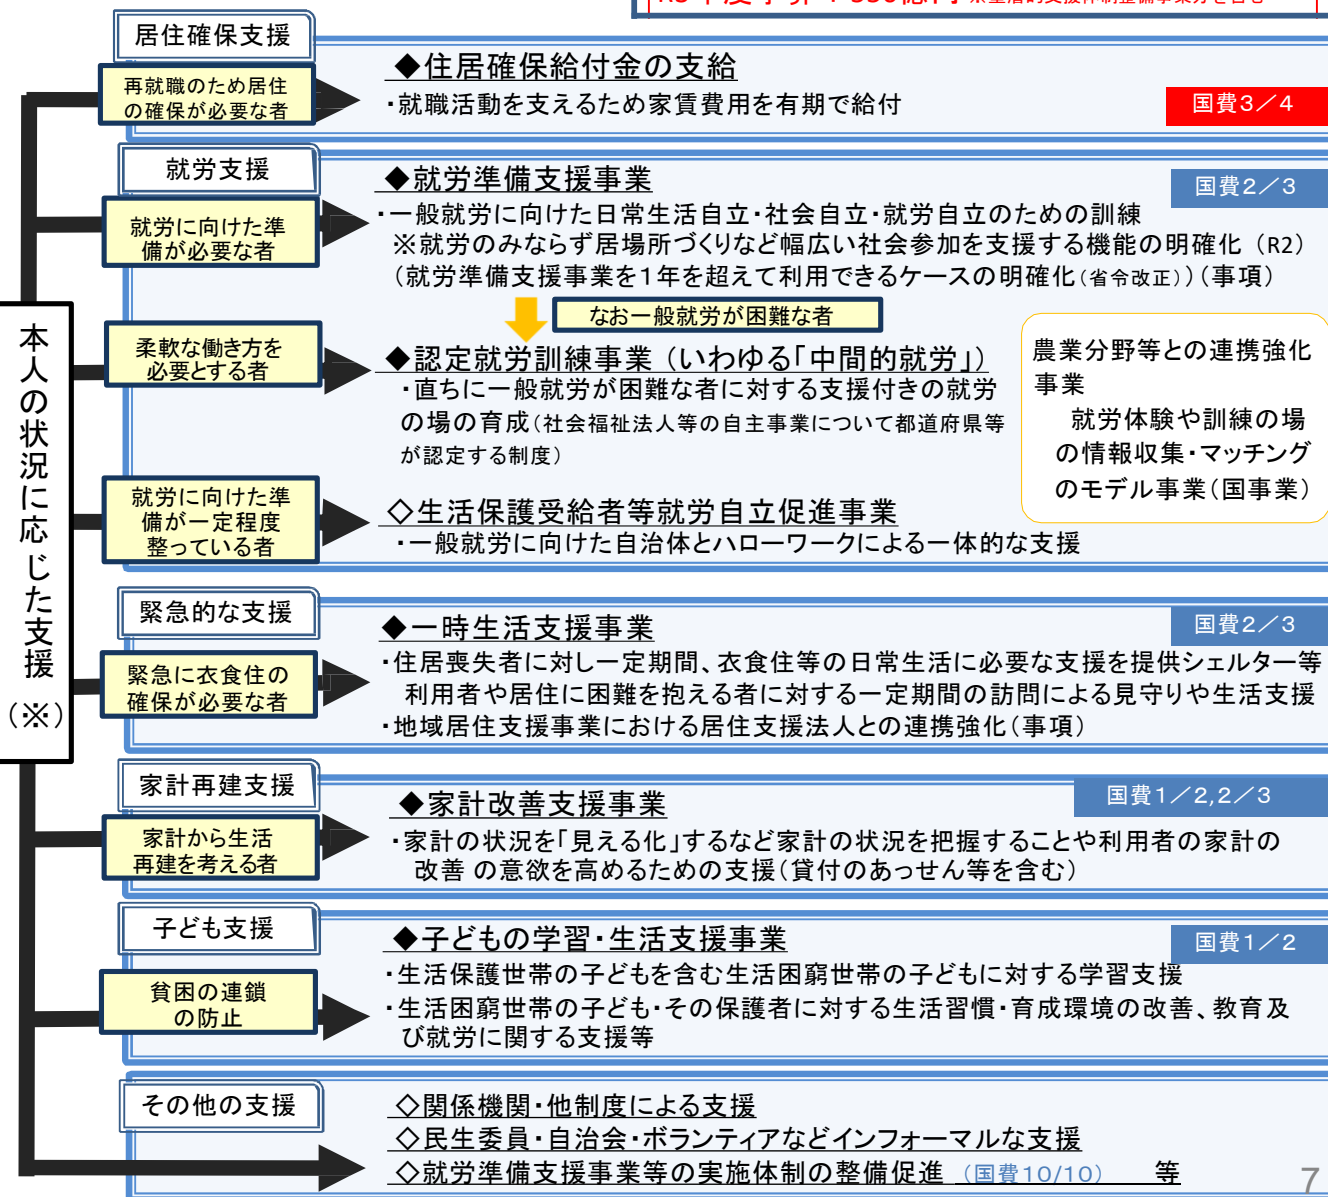 居住確保支援
再就職のため居住
の確保が必要な者
◆住居確保給付金の支給
・就職活動を支えるため家賃費用を有期で給付
国費3／4
就労支援
◆就労準備支援事業
国費2／3
就労に向けた準
備が必要な者
・一般就労に向けた日常生活自立・社会自立・就労自立のための訓練
※就労のみならず居場所づくりなど幅広い社会参加を支援する機能の明確化（R2）
（就労準備支援事業を１年を超えて利用できるケースの明確化（省令改正））（事項）
なお一般就労が困難な者
柔軟な働き方を
必要とする者
◆認定就労訓練事業（いわゆる「中間的就労」）
・直ちに一般就労が困難な者に対する支援付きの就労
の場の育成（社会福祉法人等の自主事業について都道府県等
が認定する制度）
農業分野等との連携強化
事業
就労体験や訓練の場
の情報収集・マッチング
のモデル事業（国事業）
就労に向けた準
備が一定程度
整っている者
◇生活保護受給者等就労自立促進事業
・一般就労に向けた自治体とハローワークによる一体的な支援
本人の状況に応じた支援（※）
緊急的な支援
◆一時生活支援事業
国費2／3
緊急に衣食住の
確保が必要な者
・住居喪失者に対し一定期間、衣食住等の日常生活に必要な支援を提供シェルター等
利用者や居住に困難を抱える者に対する一定期間の訪問による見守りや生活支援
・地域居住支援事業における居住支援法人との連携強化（事項）
家計再建支援
◆家計改善支援事業
国費1／2,2／3
家計から生活
再建を考える者
・家計の状況を「見える化」するなど家計の状況を把握することや利用者の家計の
改善 の意欲を高めるための支援（貸付のあっせん等を含む）
子ども支援
◆子どもの学習・生活支援事業
国費1／2
貧困の連鎖
の防止
・生活保護世帯の子どもを含む生活困窮世帯の子どもに対する学習支援
・生活困窮世帯の子ども・その保護者に対する生活習慣・育成環境の改善、教育及
び就労に関する支援等
その他の支援
◇関係機関・他制度による支援
◇民生委員・自治会・ボランティアなどインフォーマルな支援
◇就労準備支援事業等の実施体制の整備促進 （国費10/10） 等
7